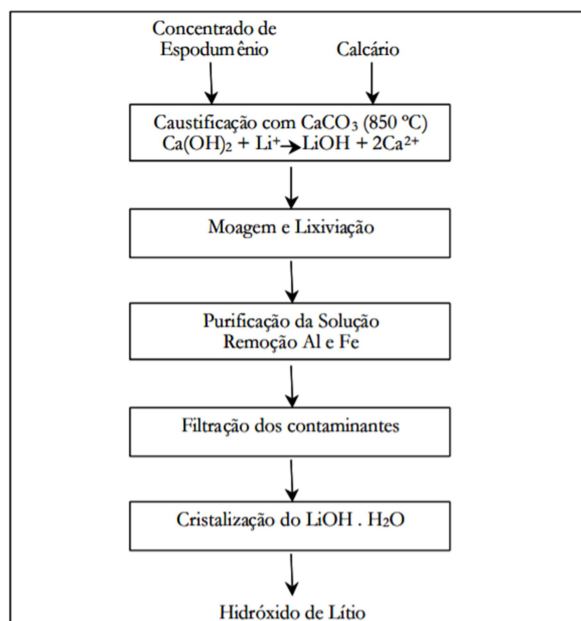 Concentrado de
Espodumênio
Calcário
Caustificação com CaCO₃ (850 ºC)
Ca(OH)₂ + Li⁺→LiOH + 2Ca²⁺
Moagem e Lixiviação
Purificação da Solução
Remoção Al e Fe
Filtração dos contaminantes
Cristalização do LiOH . H₂O
Hidróxido de Lítio